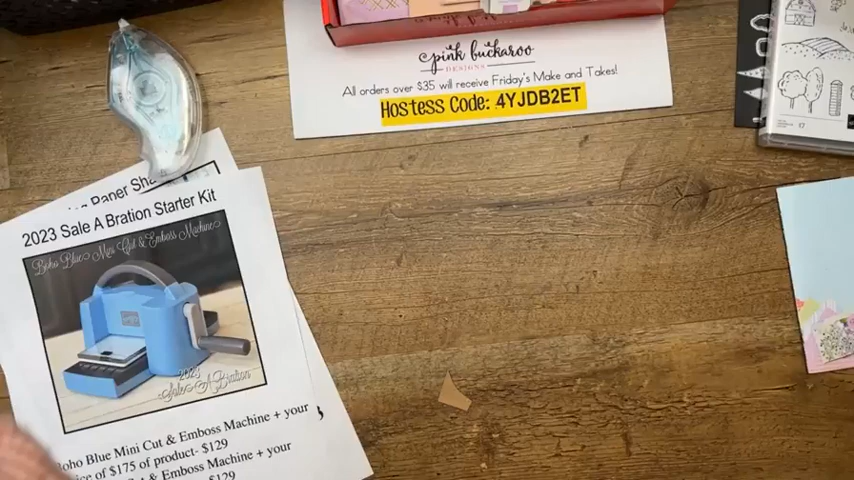 pink buckaroo
DESIGNS
All orders over $35 will receive Friday's Make and Takes!
Hostess Code: 4YJDB2ET
Paper
2023 Sale A Bration Starter Kit
Boho Blue Mini Cut & Emboss Machine
2023
Sale A Bration
Boho Blue Mini Cut & Emboss Machine + your
of $175 of product- $129
& Emboss Machine + your
$129
17